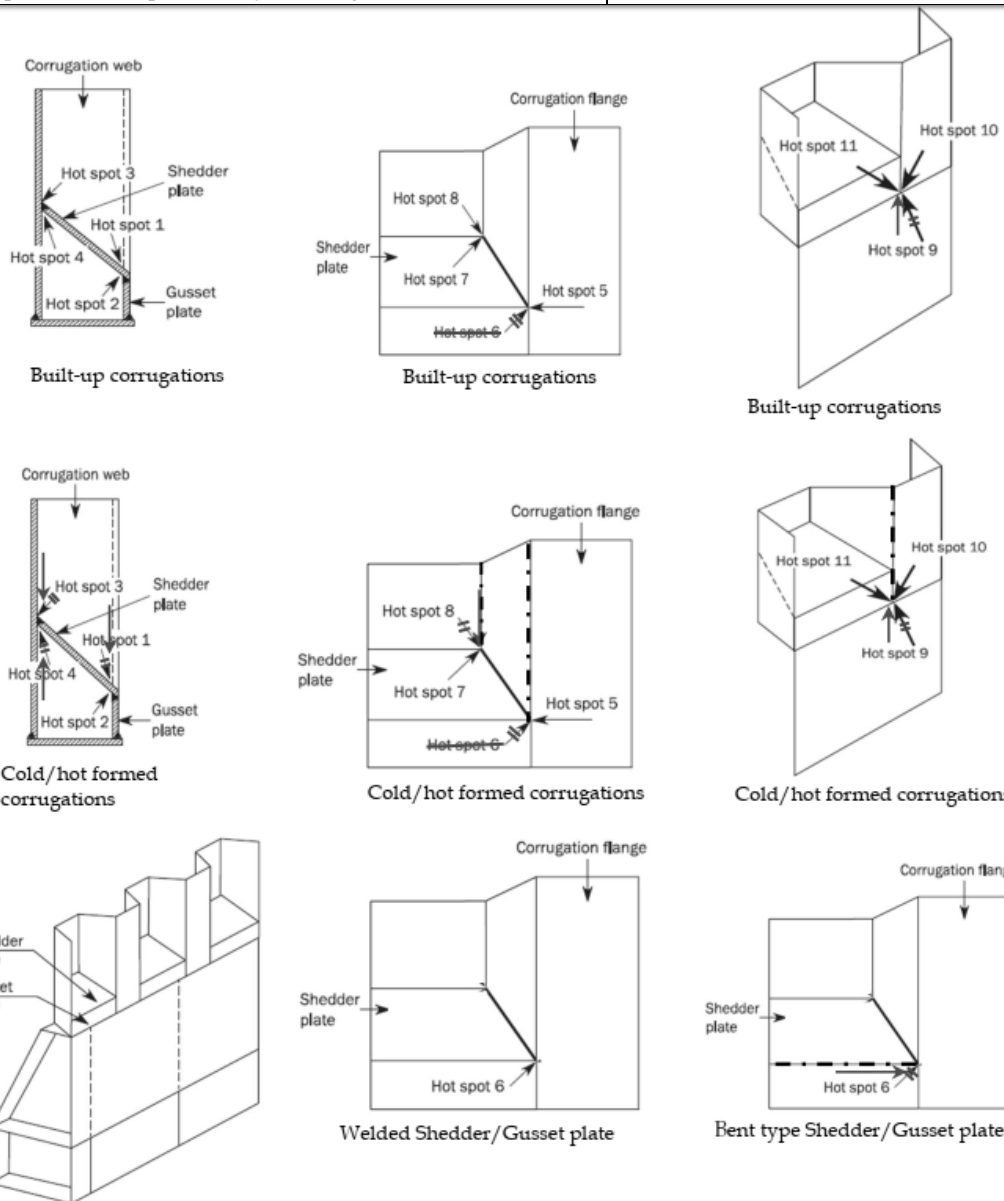 Corrugation web
Hot spot 3
Shedder
plate
Hot spot 1
Hot spot 4
Hot spot 2
Gusset
plate
Built-up corrugations
Corrugation flange
Hot spot 8
Shedder
plate
Hot spot 7
Hot spot 5
Hot spot 6
Built-up corrugations
Hot spot 10
Hot spot 11
Hot spot 9
Built-up corrugations
Corrugation web
Hot spot 3
Shedder
plate
Hot spot 1
Hot spot 4
Hot spot 2
Gusset
plate
Cold/hot formed
corrugations
Corrugation flange
Hot spot 8
Shedder
plate
Hot spot 7
Hot spot 5
Hot spot 6
Cold/hot formed corrugations
Hot spot 10
Hot spot 11
Hot spot 9
Cold/hot formed corrugations
Corrugation flange
Shedder
plate
Hot spot 6
Welded Shedder/Gusset plate
Corrugation flang
Shedder
plate
Hot spot 6
Bent type Shedder/Gusset plate